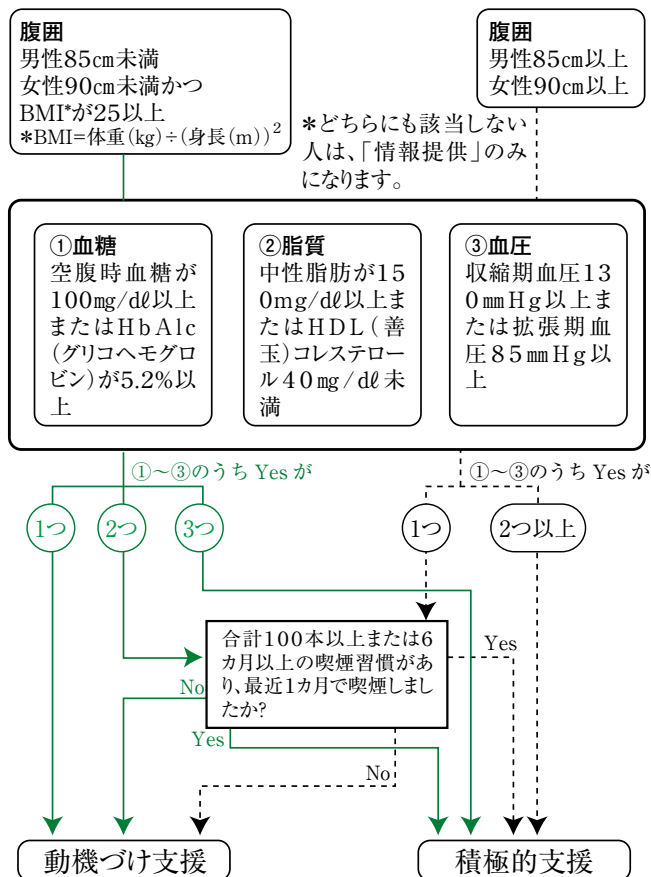 腹囲
男性85㎝未満
女性90㎝未満かつ
BMI*が25以上
*BMI=体重(kg)÷(身長(m))²
腹囲
男性85㎝以上
女性90㎝以上
*どちらにも該当しない
人は、「情報提供」のみ
になります。
①血糖
空腹時血糖が
100㎎/㎗以上
またはHbAlc
(グリコヘモグロ
ビン)が5.2%以
上
②脂質
中性脂肪が15
0mg/㎗以上ま
たはHDL(善
玉)コレステロー
ル40㎎/㎗未
満
③血圧
収縮期血圧13
0㎜Hg以上ま
たは拡張期血
圧85㎜Hg以
上
①～③のうち Yes が
①～③のうち Yes が
1つ
2つ
3つ
1つ
2つ以上
合計100本以上または6
カ月以上の喫煙習慣があ
り、最近1カ月で喫煙しまし
たか?
Yes
No
Yes
No
動機づけ支援
積極的支援